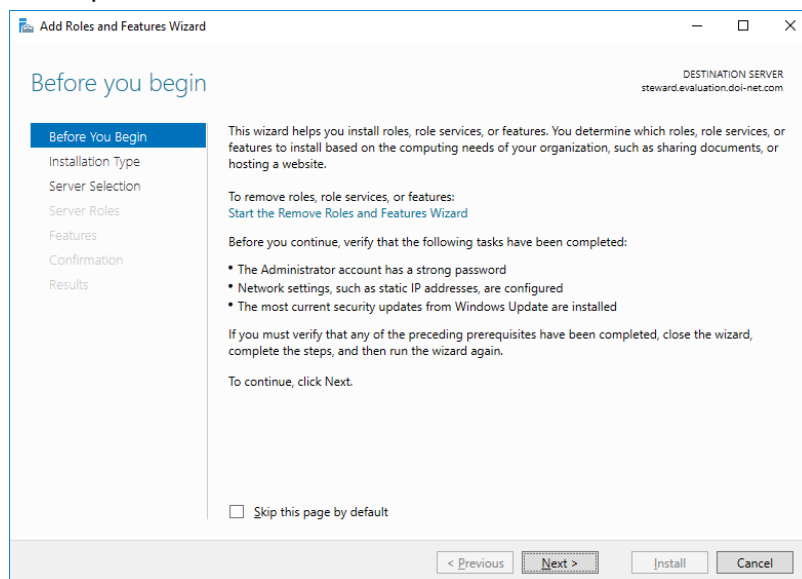 Add Roles and Features Wizard
Before you begin
DESTINATION SERVER
steward.evaluation.doi-net.com
Before You Begin
Installation Type
Server Selection
Server Roles
Features
Confirmation
Results
This wizard helps you install roles, role services, or features. You determine which roles, role services, or
features to install based on the computing needs of your organization, such as sharing documents, or
hosting a website.
To remove roles, role services, or features:
Start the Remove Roles and Features Wizard
Before you continue, verify that the following tasks have been completed:
• The Administrator account has a strong password
• Network settings, such as static IP addresses, are configured
• The most current security updates from Windows Update are installed
If you must verify that any of the preceding prerequisites have been completed, close the wizard,
complete the steps, and then run the wizard again.
To continue, click Next.
Skip this page by default
< Previous
Next >
Install
Cancel